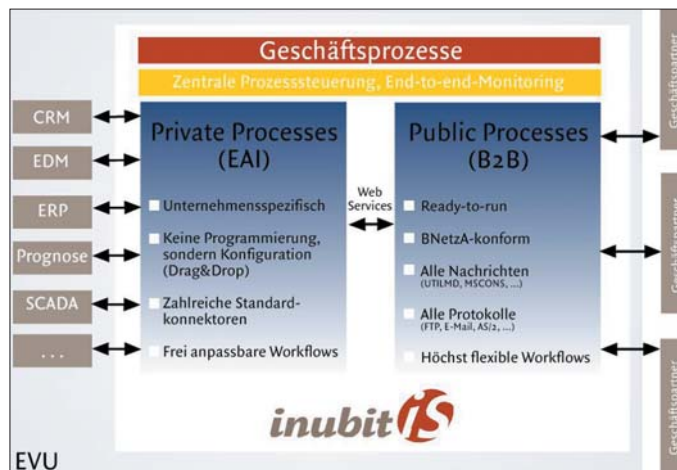 Geschäftsprozesse
Zentrale Prozesssteuerung, End-to-end-Monitoring
CRM
EDM
ERP
Prognose
SCADA
...
Private Processes
(EAI)
Unternehmensspezifisch
Keine Programmierung,
sondern Konfiguration
(Drag&Drop)
Zahlreiche Standard-
konnektoren
Frei anpassbare Workflows
Web
Services
Public Processes
(B2B)
Ready-to-run
BNetzA-konform
Alle Nachrichten
(UTILMD, MSCONS, ...)
Alle Protokolle
(FTP, E-Mail, AS/2, ...)
Höchst flexible Workflows
Geschäftspartner
Geschäftspartner
Geschäftspartner
inubit iS
EVU